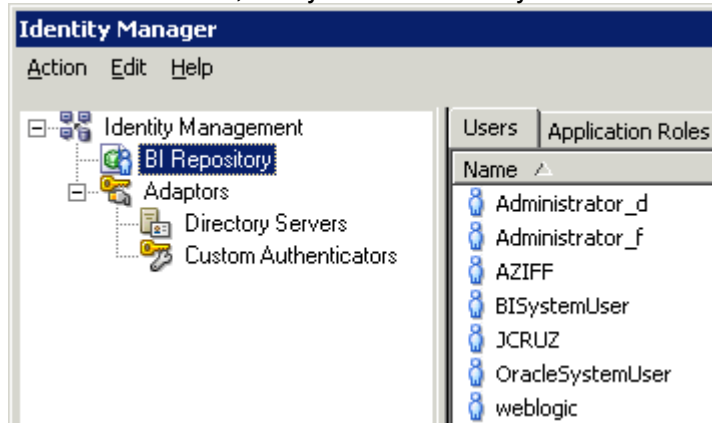 Identity Manager
Action Edit Help
Identity Management
BI Repository
Adaptors
Directory Servers
Custom Authenticators
Users Application Roles
Name
Administrator_d
Administrator_f
AZIFF
BISystemUser
JCRUZ
OracleSystemUser
weblogic